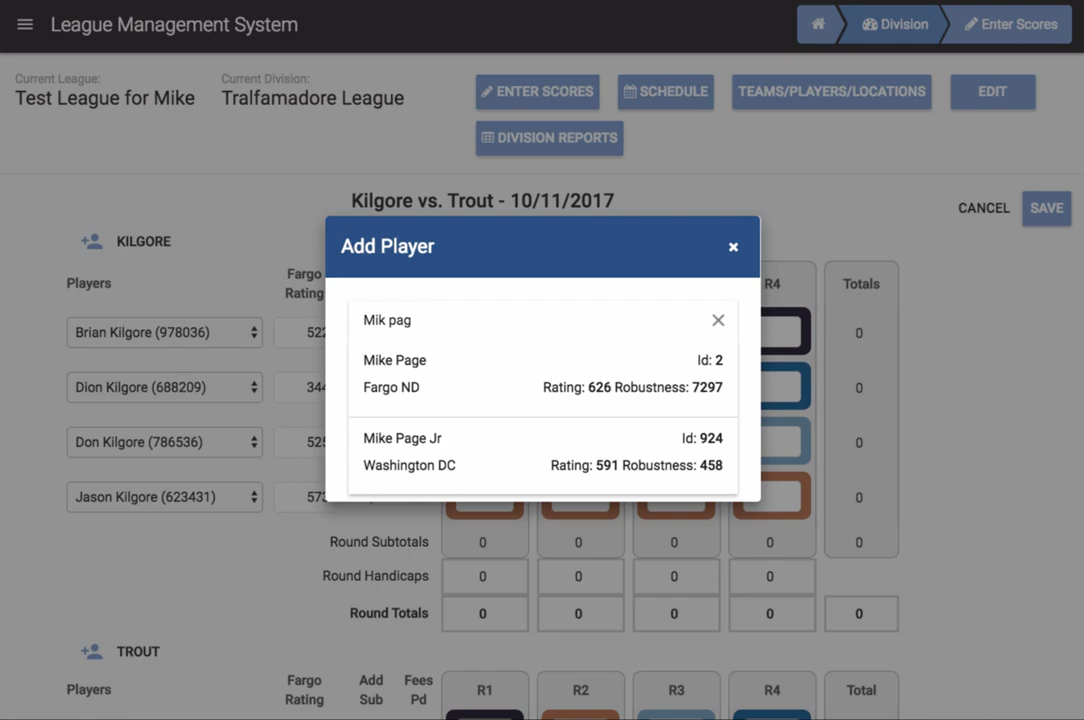 League Management System
Division
Enter Scores
Current League:
Test League for Mike
Current Division:
Tralfamadore League
ENTER SCORES
SCHEDULE
TEAMS/PLAYERS/LOCATIONS
EDIT
DIVISION REPORTS
Kilgore vs. Trout - 10/11/2017
CANCEL
SAVE
KILGORE
Players
Fargo
Rating
R4
Totals
Add Player
Mik pag
Mike Page Id: 2
Fargo ND Rating: 626 Robustness: 7297
Mike Page Jr Id: 924
Washington DC Rating: 591 Robustness: 458
Brian Kilgore (978036) 522 0
Dion Kilgore (688209) 344 0
Don Kilgore (786536) 525 0
Jason Kilgore (623431) 573 0
Round Subtotals 0 0 0 0 0
Round Handicaps 0 0 0 0
Round Totals 0 0 0 0 0
TROUT
Players
Fargo
Rating
Add
Sub
Fees
Pd
R1 R2 R3 R4 Total